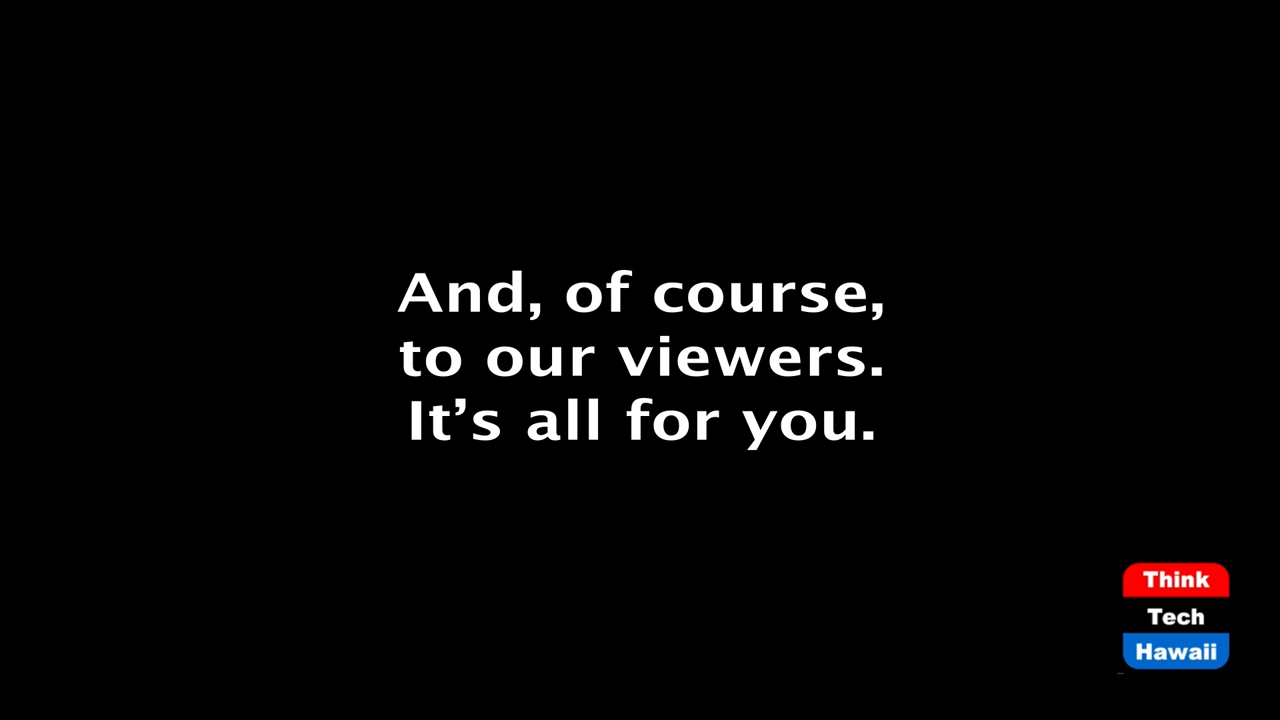 And, of course,
to our viewers.
It’s all for you.
Think
Tech
Hawaii